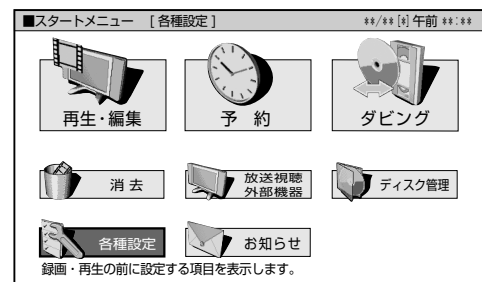 ■スタートメニュー [各種設定] **/** [*] 午前 **:**
再生・編集 予約 ダビング
消去 放送視聴 ディスク管理
外部機器
各種設定 お知らせ
録画・再生の前に設定する項目を表示します。